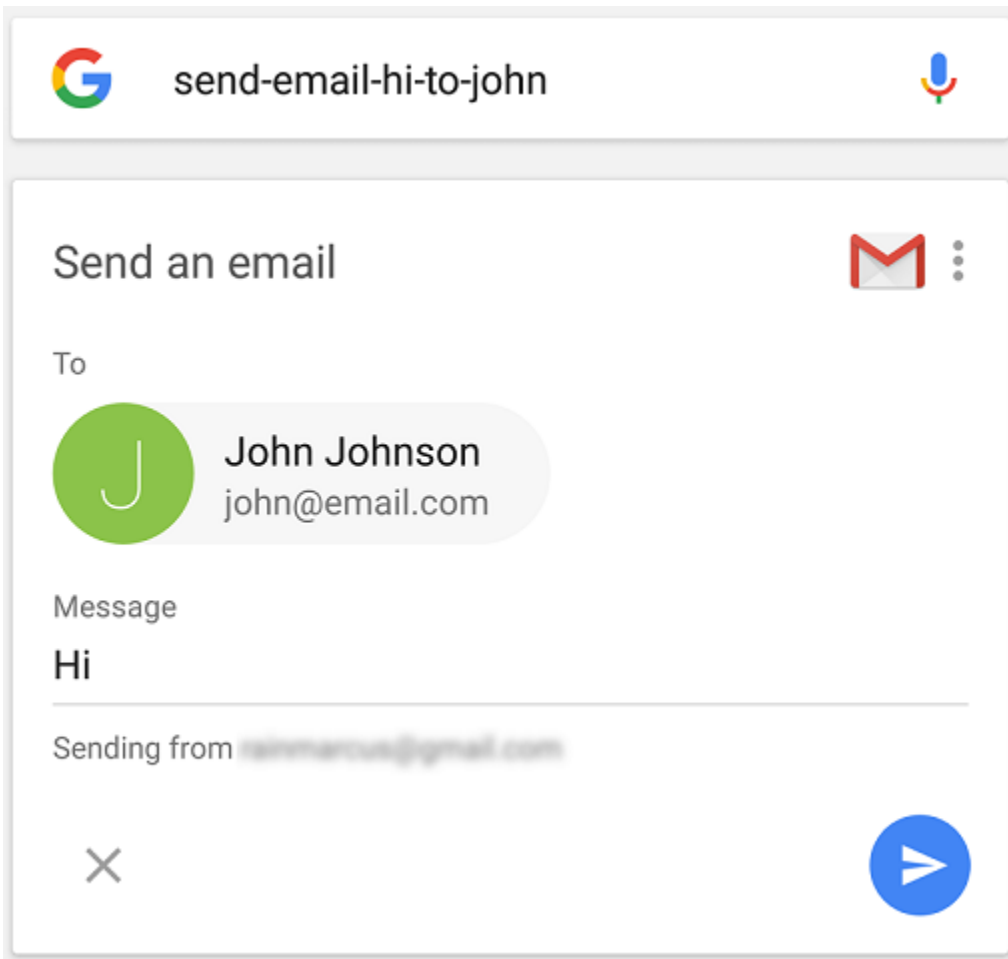 send-email-hi-to-john
Send an email
To
J
John Johnson
john@email.com
Message
Hi
Sending from